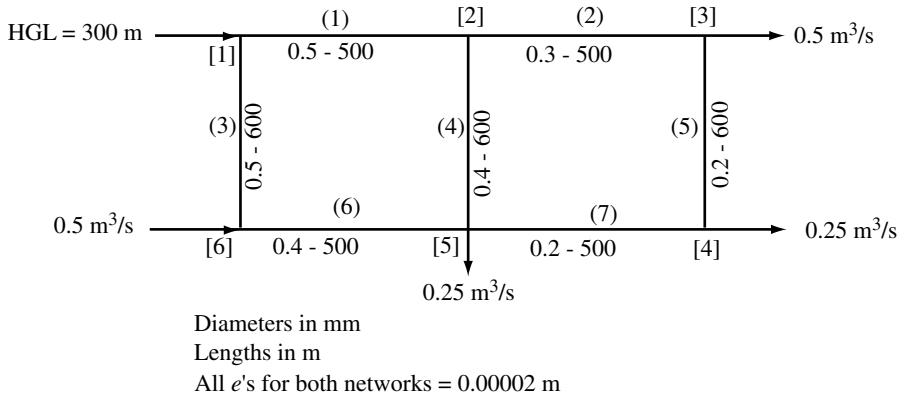 (1)
[2]
(2)
[3]
HGL = 300 m
0.5 m³/s
[1]
0.5 - 500
0.3 - 500
(3)
0.5 - 600
(4)
0.4 - 600
(5)
0.2 - 600
(6)
(7)
0.5 m³/s
0.25 m³/s
[6]
0.4 - 500
[5]
0.2 - 500
[4]
0.25 m³/s
Diameters in mm
Lengths in m
All e's for both networks = 0.00002 m